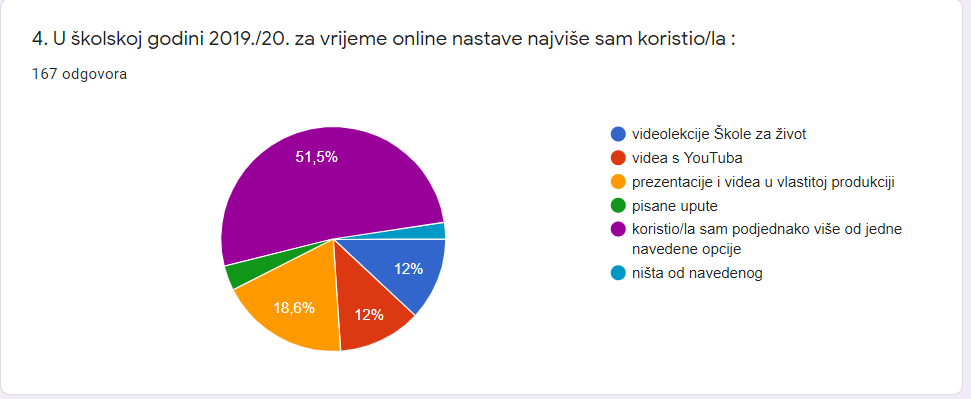 4. U školskoj godini 2019./20. za vrijeme online nastave najviše sam koristio/la :
167 odgovora
51,5%
12%
12%
18,6%
videolekcije Škole za život
videa s YouTuba
prezentacije i videa u vlastitoj produkciji
pisane upute
koristio/la sam podjednako više od jedne
navedene opcije
ništa od navedenog